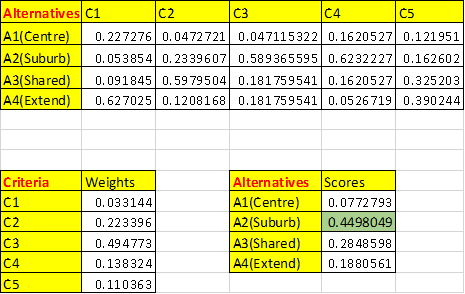 Alternatives C1 C2 C3 C4 C5
A1(Centre) 0.227276 0.0472721 0.047115322 0.1620527 0.121951
A2(Suburb) 0.053854 0.2339607 0.589365595 0.6232227 0.162602
A3(Shared) 0.091845 0.5979504 0.181759541 0.1620527 0.325203
A4(Extend) 0.627025 0.1208168 0.181759541 0.0526719 0.390244
Criteria Weights Alternatives Scores
C1 0.033144 A1(Centre) 0.0772793
C2 0.223396 A2(Suburb) 0.4498049
C3 0.494773 A3(Shared) 0.2848598
C4 0.138324 A4(Extend) 0.1880561
C5 0.110363